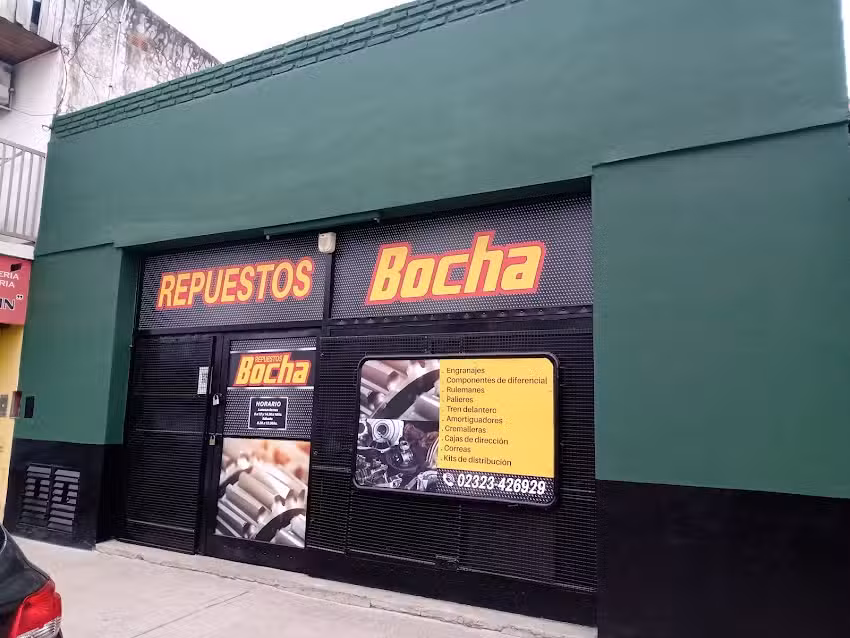 REPUESTOS
Bocha
REPUESTOS
Bocha
HORARIO
. Engranajes
. Componentes de diferencial
. Rulemanes
. Palieres
. Tren delantero
. Amortiguadores
. Cremalleras
. Cajas de dirección
. Correas
. Kits de distribución
02323-426929